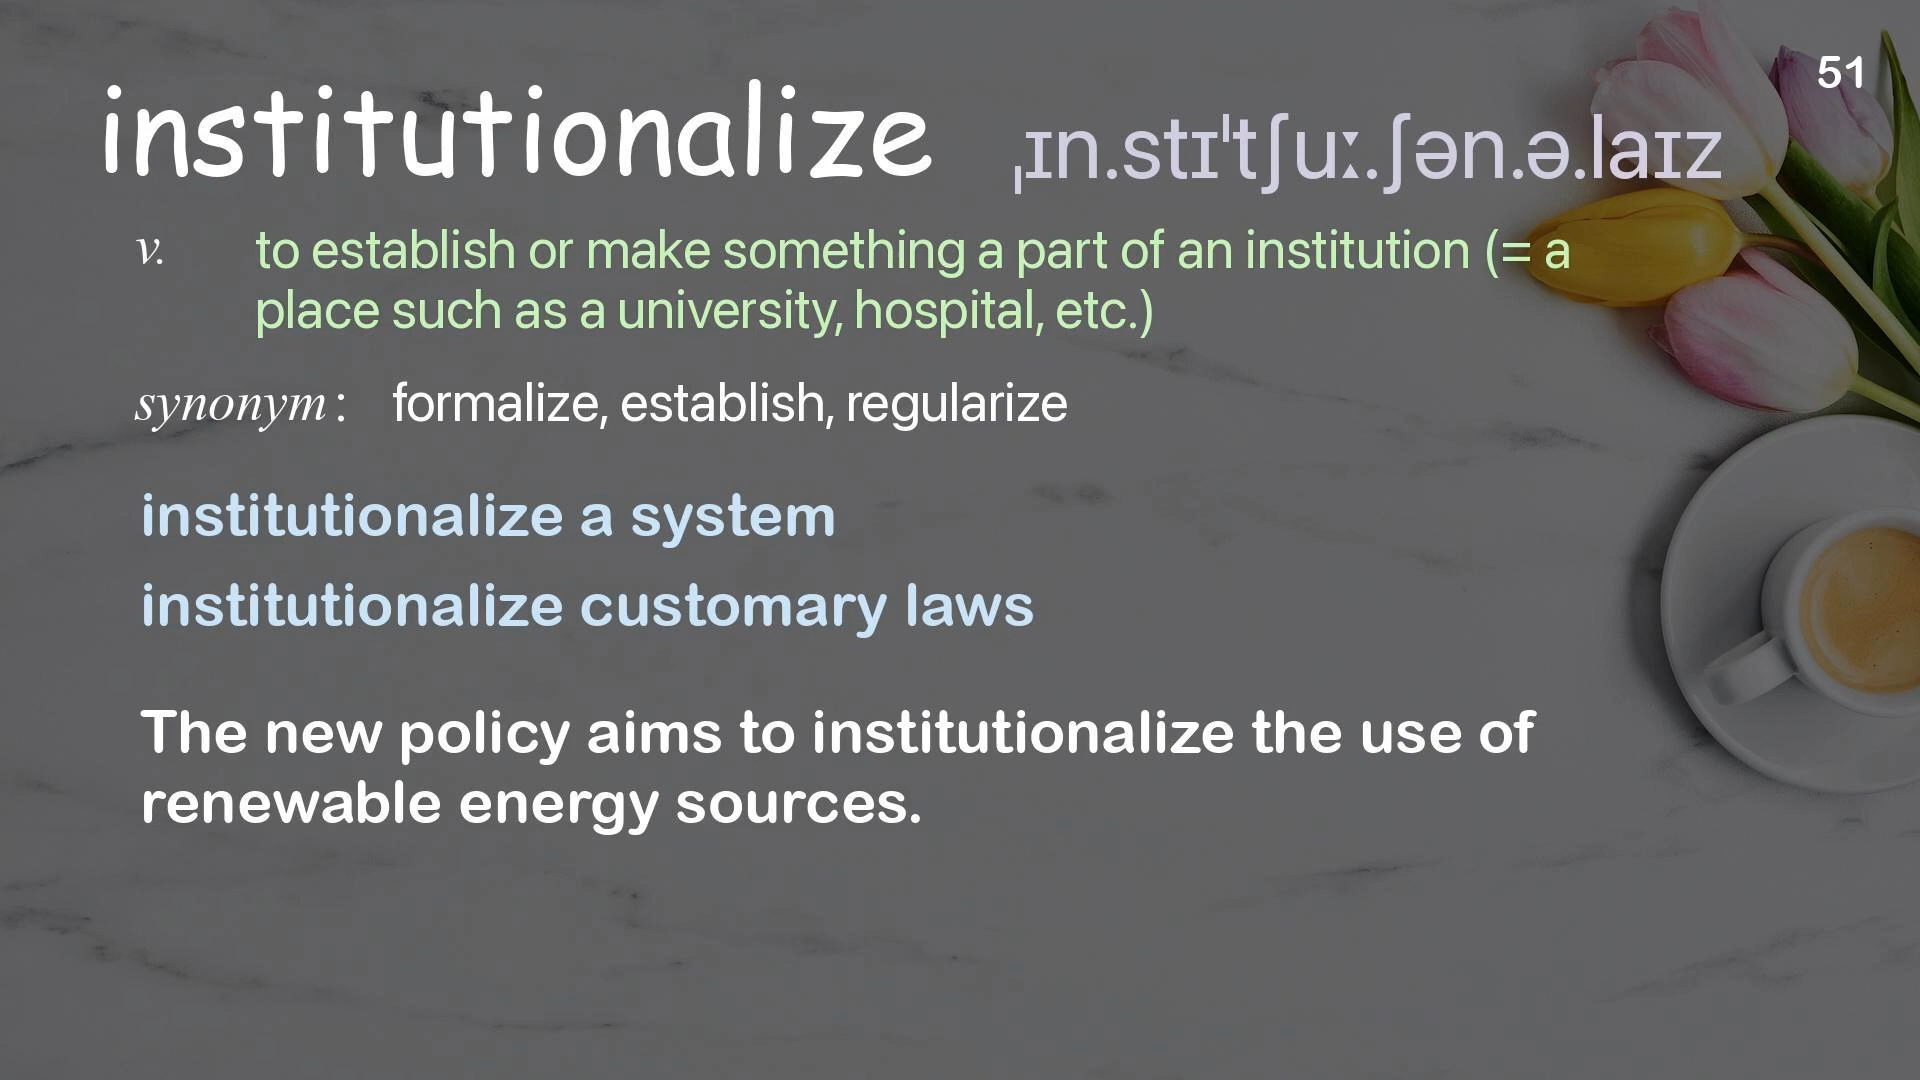 51
institutionalize ˌɪn.stɪˈtʃuː.ʃən.ə.laɪz
v. to establish or make something a part of an institution (= a
place such as a university, hospital, etc.)
synonym: formalize, establish, regularize
institutionalize a system
institutionalize customary laws
The new policy aims to institutionalize the use of
renewable energy sources.